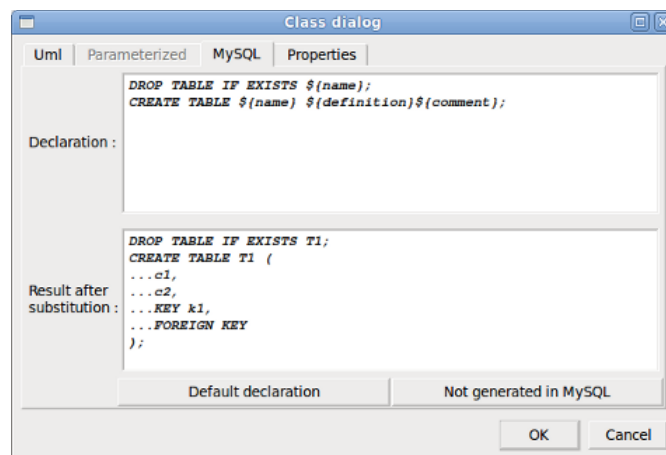 Class dialog
Uml
Parameterized
MySQL
Properties
Declaration :
DROP TABLE IF EXISTS ${name};
CREATE TABLE ${name} ${definition}${comment};
Result after
substitution :
DROP TABLE IF EXISTS T1;
CREATE TABLE T1 (
...c1,
...c2,
...KEY k1,
...FOREIGN KEY
);
Default declaration
Not generated in MySQL
OK
Cancel